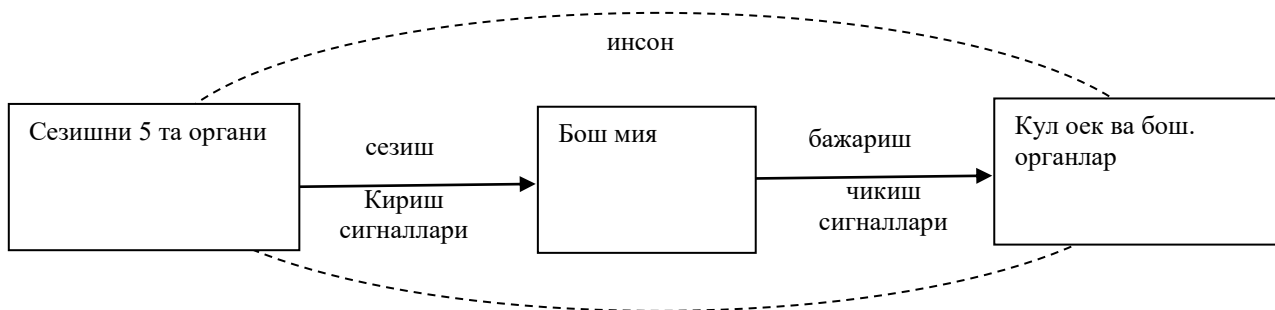 инсон
Сезишни 5 та органи
сезиш
Кириш
сигналлари
Бош мия
бажариш
чикиш
сигналлари
Кул оек ва бош.
органлар